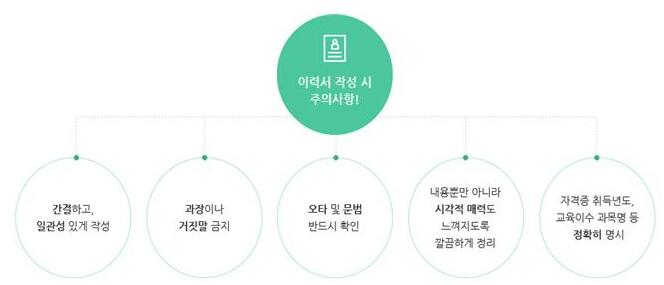 이력서 작성 시
주의사항!
간결하고,
일관성 있게 작성
과장이나
거짓말 금지
오타 및 문법
반드시 확인
내용뿐만 아니라
시각적 매력도
느껴지도록
깔끔하게 정리
자격증 취득년도,
교육이수 과목명 등
정확히 명시